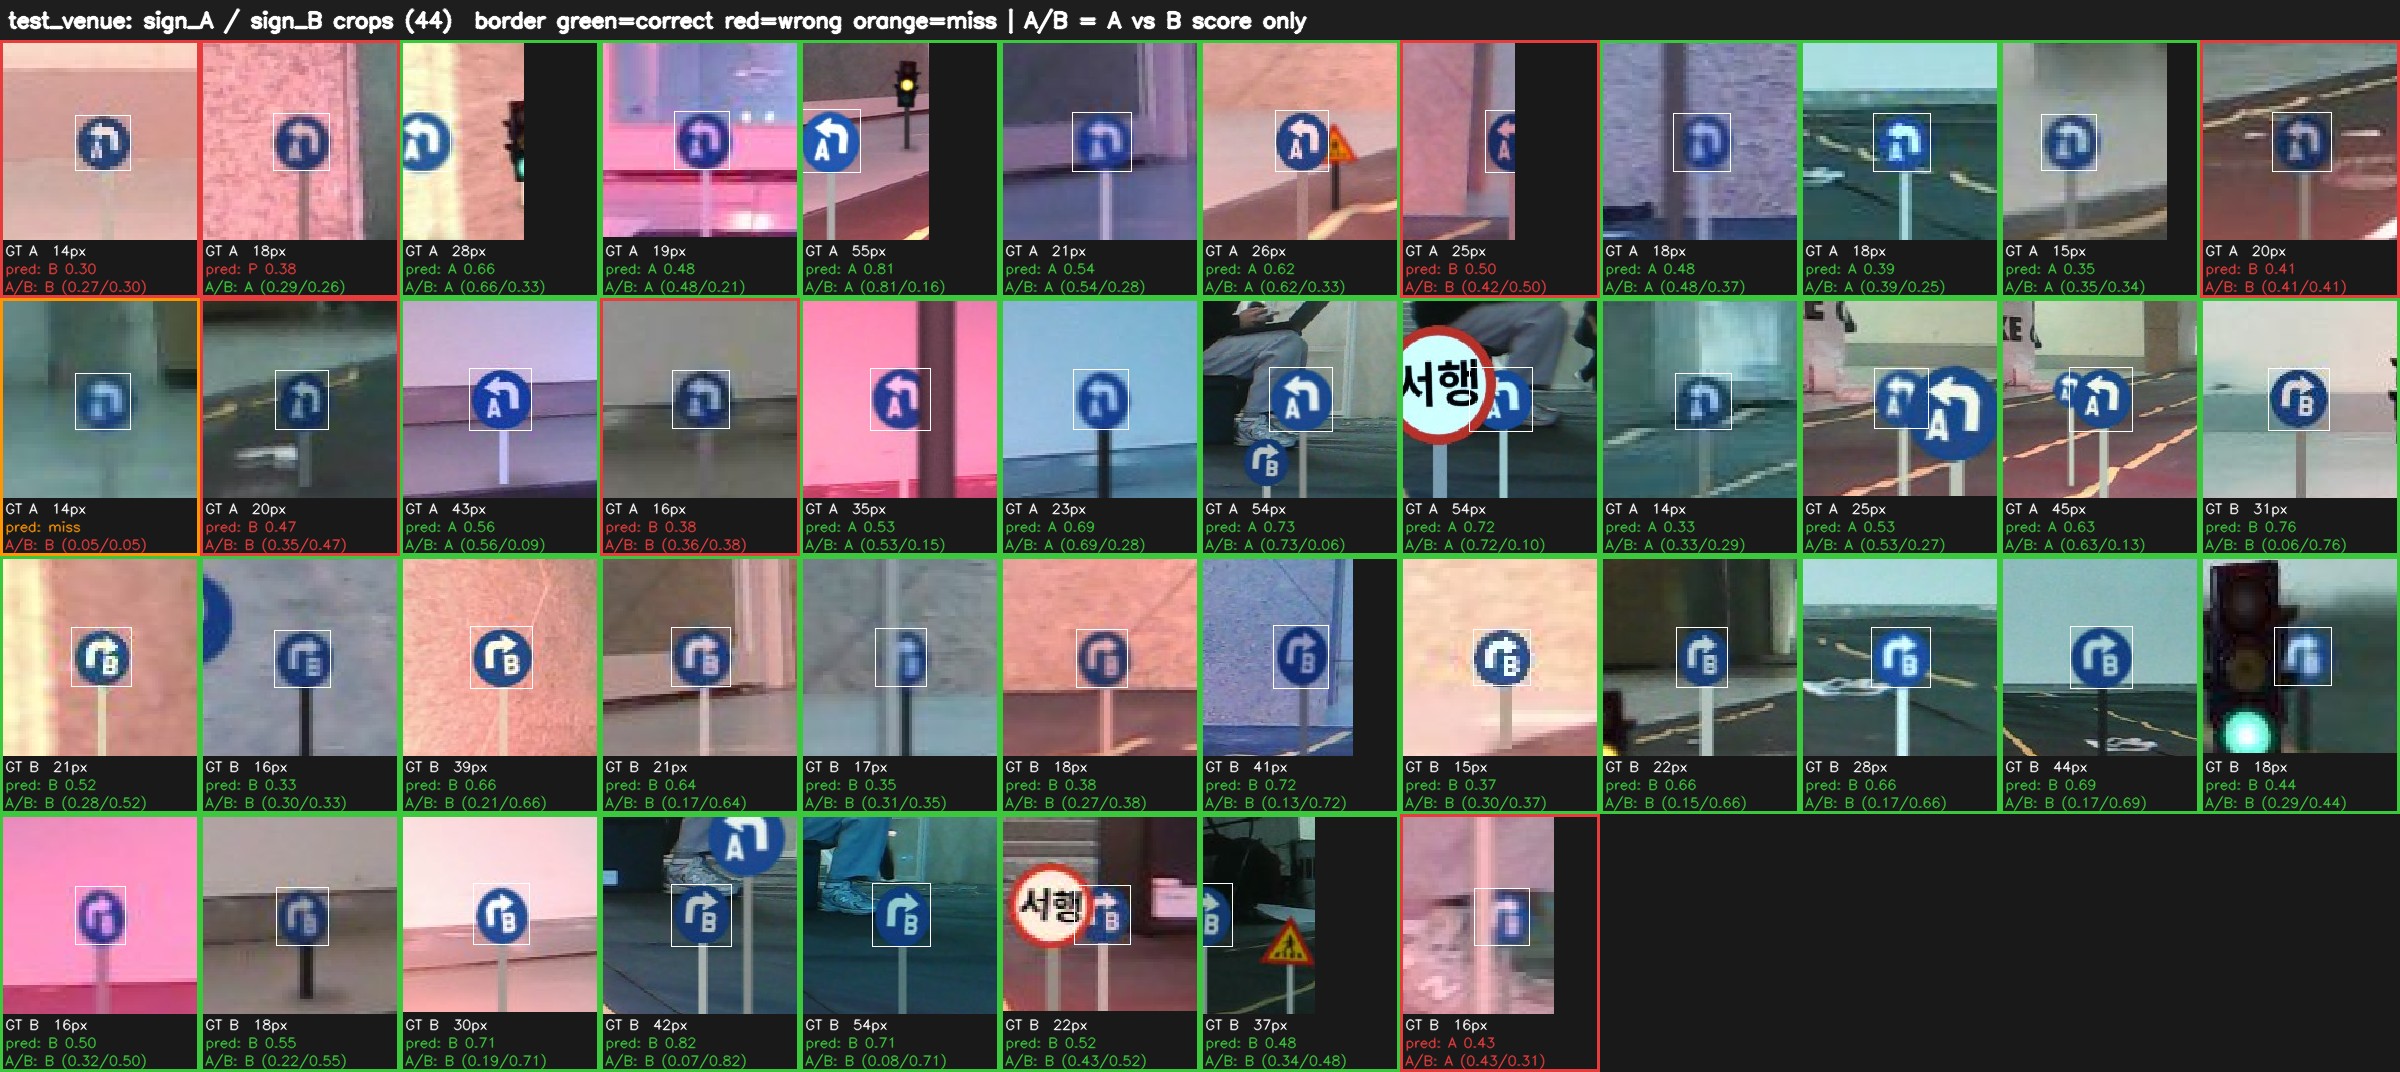 test_venue: sign_A / sign_B crops (44)  border green=correct red=wrong orange=miss | A/B = A vs B score only
A
A
A
A
A
A
A
A
A
A
A
A
GT A 14px
pred: B 0.30
A/B: B (0.27/0.30)
GT A 18px
pred: P 0.38
A/B: A (0.29/0.26)
GT A 28px
pred: A 0.66
A/B: A (0.66/0.33)
GT A 19px
pred: A 0.48
A/B: A (0.48/0.21)
GT A 55px
pred: A 0.81
A/B: A (0.81/0.16)
GT A 21px
pred: A 0.54
A/B: A (0.54/0.28)
GT A 26px
pred: A 0.62
A/B: A (0.62/0.33)
GT A 25px
pred: B 0.50
A/B: B (0.42/0.50)
GT A 18px
pred: A 0.48
A/B: A (0.48/0.37)
GT A 18px
pred: A 0.39
A/B: A (0.39/0.25)
GT A 15px
pred: A 0.35
A/B: A (0.35/0.34)
GT A 20px
pred: B 0.41
A/B: B (0.41/0.41)
A
A
A
A
A
A
A
B
서행
A
A
A
A
KE
A
A
B
GT A 14px
pred: miss
A/B: B (0.05/0.05)
GT A 20px
pred: B 0.47
A/B: B (0.35/0.47)
GT A 43px
pred: A 0.56
A/B: A (0.56/0.09)
GT A 16px
pred: B 0.38
A/B: B (0.36/0.38)
GT A 35px
pred: A 0.53
A/B: A (0.53/0.15)
GT A 23px
pred: A 0.69
A/B: A (0.69/0.28)
GT A 54px
pred: A 0.73
A/B: A (0.73/0.06)
GT A 54px
pred: A 0.72
A/B: A (0.72/0.10)
GT A 14px
pred: A 0.33
A/B: A (0.33/0.29)
GT A 25px
pred: A 0.53
A/B: A (0.53/0.27)
GT A 45px
pred: A 0.63
A/B: A (0.63/0.13)
GT B 31px
pred: B 0.76
A/B: B (0.06/0.76)
B
B
B
B
B
B
B
B
B
B
B
GT B 21px
pred: B 0.52
A/B: B (0.28/0.52)
GT B 16px
pred: B 0.33
A/B: B (0.30/0.33)
GT B 39px
pred: B 0.66
A/B: B (0.21/0.66)
GT B 21px
pred: B 0.64
A/B: B (0.17/0.64)
GT B 17px
pred: B 0.35
A/B: B (0.31/0.35)
GT B 18px
pred: B 0.38
A/B: B (0.27/0.38)
GT B 41px
pred: B 0.72
A/B: B (0.13/0.72)
GT B 15px
pred: B 0.37
A/B: B (0.30/0.37)
GT B 22px
pred: B 0.66
A/B: B (0.15/0.66)
GT B 28px
pred: B 0.66
A/B: B (0.17/0.66)
GT B 44px
pred: B 0.69
A/B: B (0.17/0.69)
GT B 18px
pred: B 0.44
A/B: B (0.29/0.44)
B
B
B
A
B
B
서행
B
B
B
GT B 16px
pred: B 0.50
A/B: B (0.32/0.50)
GT B 18px
pred: B 0.55
A/B: B (0.22/0.55)
GT B 30px
pred: B 0.71
A/B: B (0.19/0.71)
GT B 42px
pred: B 0.82
A/B: B (0.07/0.82)
GT B 54px
pred: B 0.71
A/B: B (0.08/0.71)
GT B 22px
pred: B 0.52
A/B: B (0.43/0.52)
GT B 37px
pred: B 0.48
A/B: B (0.34/0.48)
GT B 16px
pred: A 0.43
A/B: A (0.43/0.31)